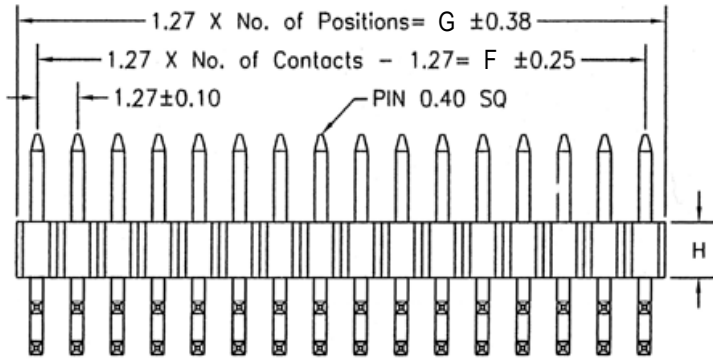 1.27 X No. of Positions= G ±0.38
1.27 X No. of Contacts - 1.27= F ±0.25
1.27±0.10
PIN 0.40 SQ
H